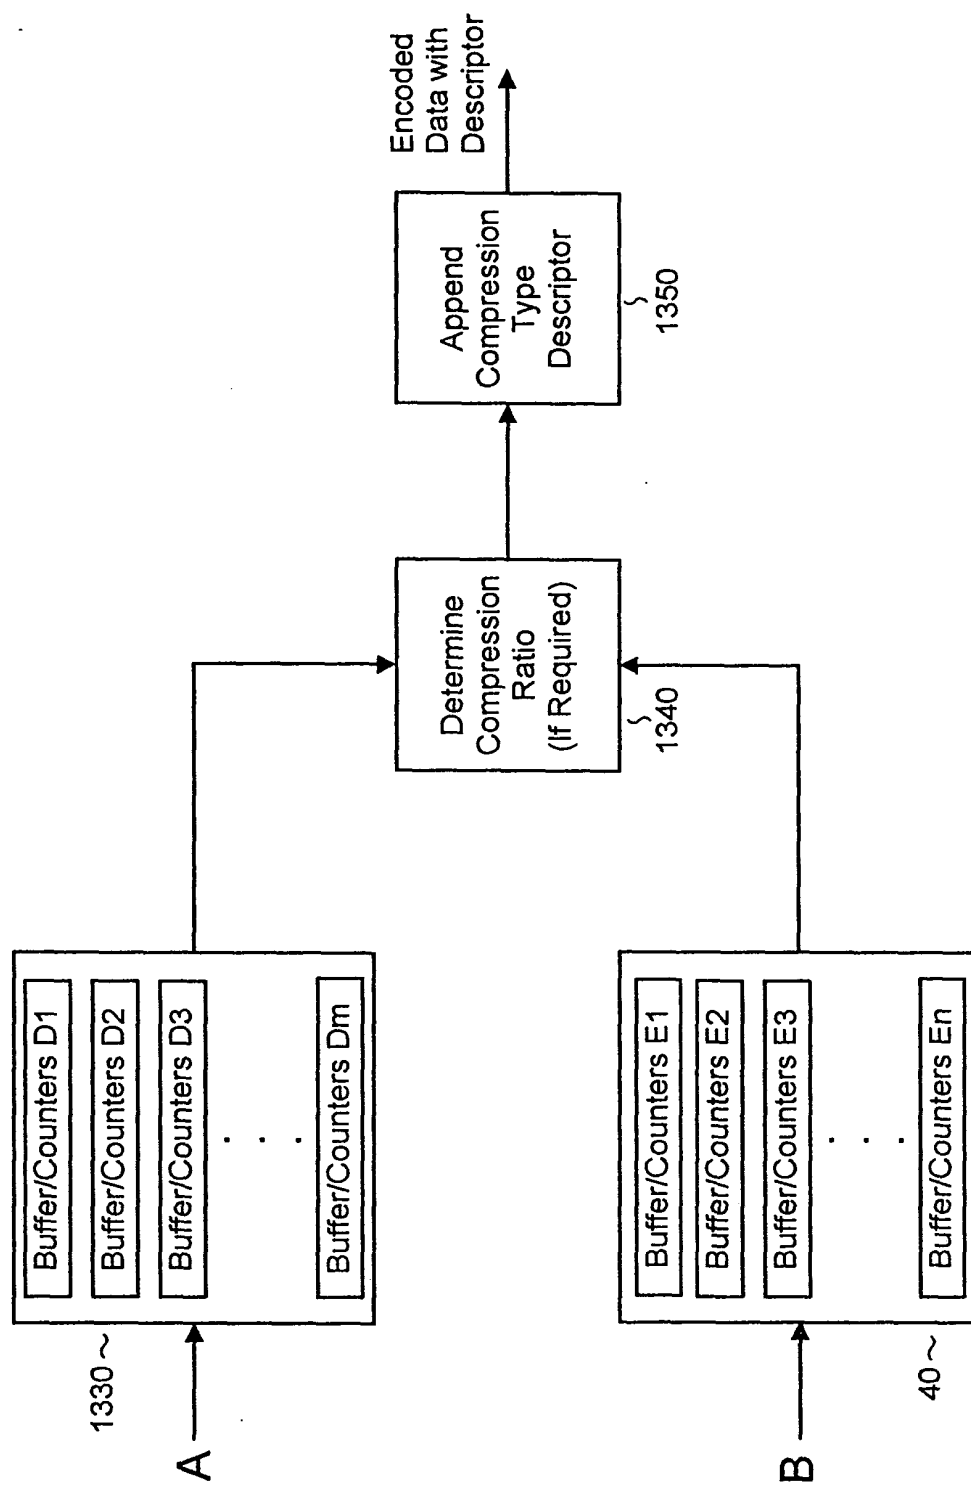 A
1330
Buffer/Counters D1
Buffer/Counters D2
Buffer/Counters D3
. . .
Buffer/Counters Dm
B
40
Buffer/Counters E1
Buffer/Counters E2
Buffer/Counters E3
. . .
Buffer/Counters En
Determine
Compression
Ratio
(If Required)
1340
Append
Compression
Type
Descriptor
1350
Encoded
Data with
Descriptor